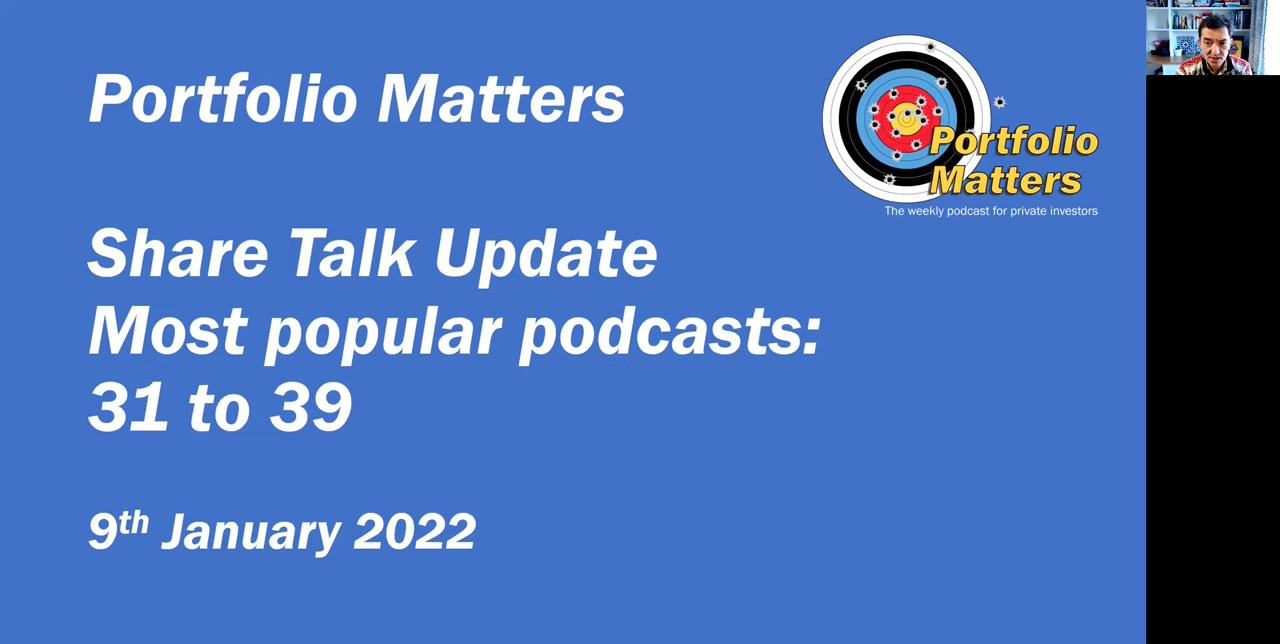 Portfolio Matters
Portfolio
Matters
The weekly podcast for private investors
Share Talk Update
Most popular podcasts:
31 to 39
9th January 2022